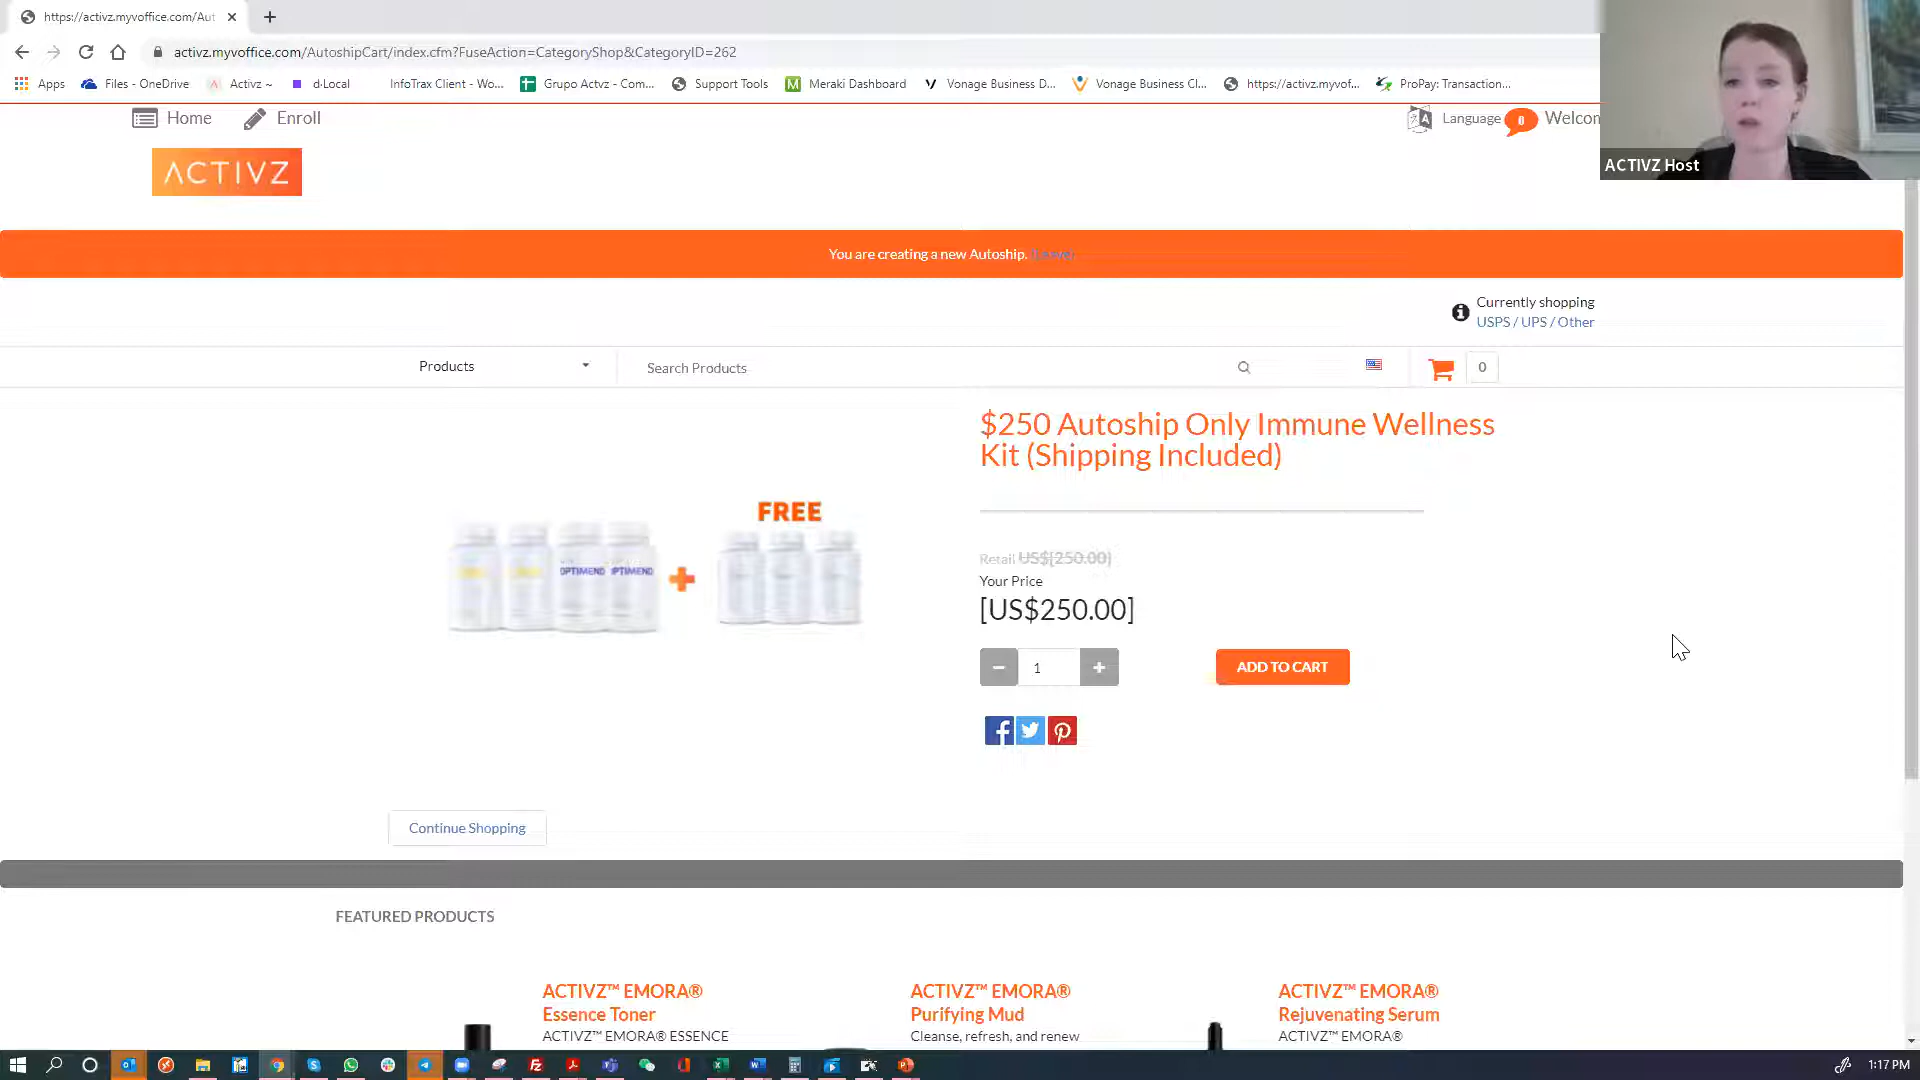 https://activz.myvoffice.com/Aut
activz.myvoffice.com/AutoshipCart/index.cfm?FuseAction=CategoryShop&CategoryID=262
Apps
Files - OneDrive
Activz ~
d-Local
InfoTrax Client - Wo...
Grupo Actvz - Com...
Support Tools
Meraki Dashboard
Vonage Business D...
Vonage Business Cl...
https://activz.myvof...
ProPay: Transaction...
Home
Enroll
Language
0
Welcon
ACTIVZ Host
ACTIVZ
You are creating a new Autoship. (Leave)
Currently shopping
USPS / UPS / Other
Products
Search Products
0
$250 Autoship Only Immune Wellness
Kit (Shipping Included)
FREE
OPTIMEND
OPTIMEND
Retail US$[250.00)
Your Price
[US$250.00]
1
ADD TO CART
Continue Shopping
FEATURED PRODUCTS
ACTIVZ™ EMORA®
Essence Toner
ACTIVZ™ EMORA® ESSENCE
ACTIVZ™ EMORA®
Purifying Mud
Cleanse, refresh, and renew
ACTIVZ™ EMORA®
Rejuvenating Serum
ACTIVZ™ EMORA®
1:17 PM